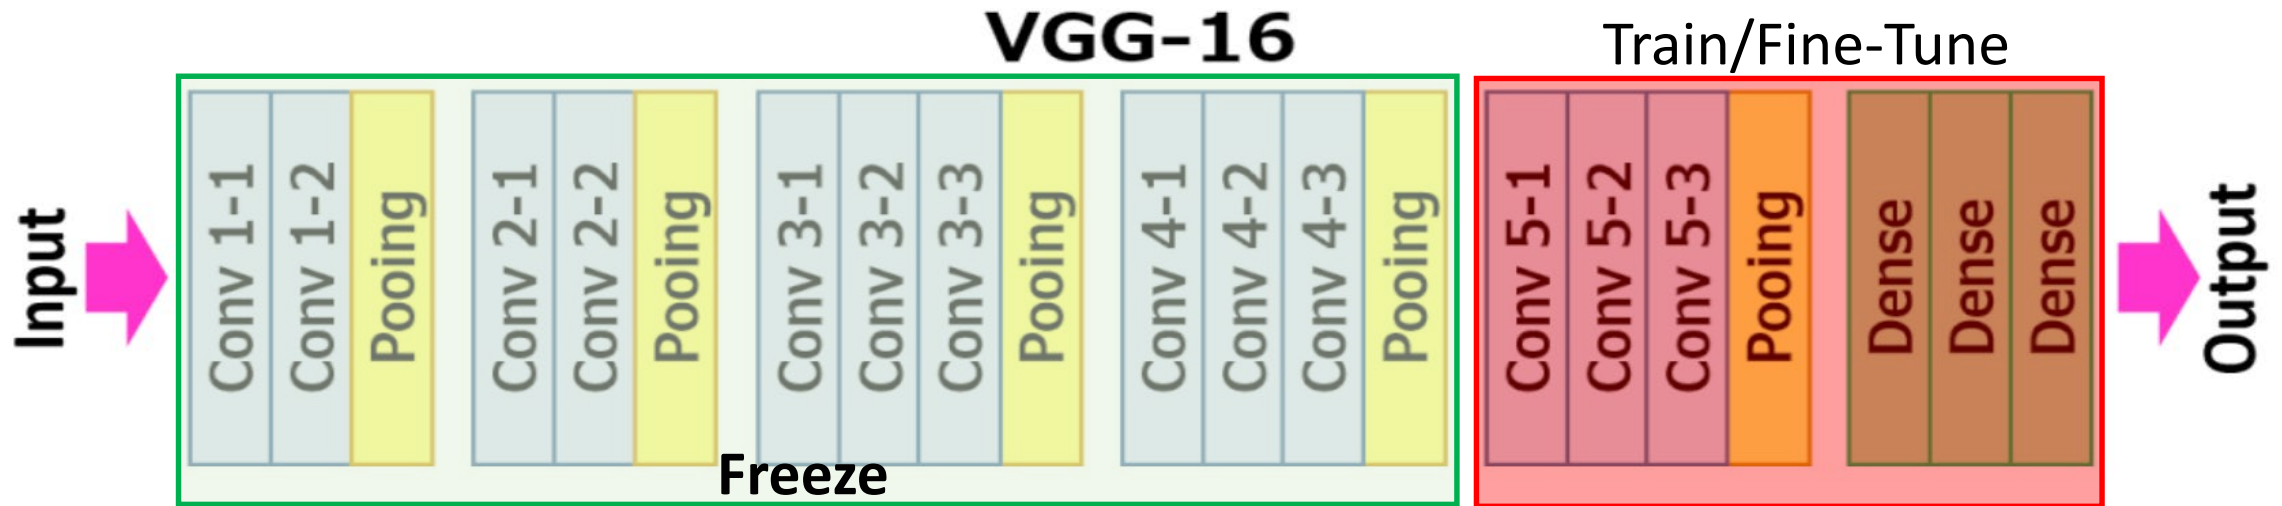 VGG-16
Train/Fine-Tune
Input
Conv 1-1
Conv 1-2
Pooing
Conv 2-1
Conv 2-2
Pooing
Conv 3-1
Conv 3-2
Conv 3-3
Pooing
Conv 4-1
Conv 4-2
Conv 4-3
Pooing
Conv 5-1
Conv 5-2
Conv 5-3
Pooing
Dense
Dense
Dense
Output
Freeze